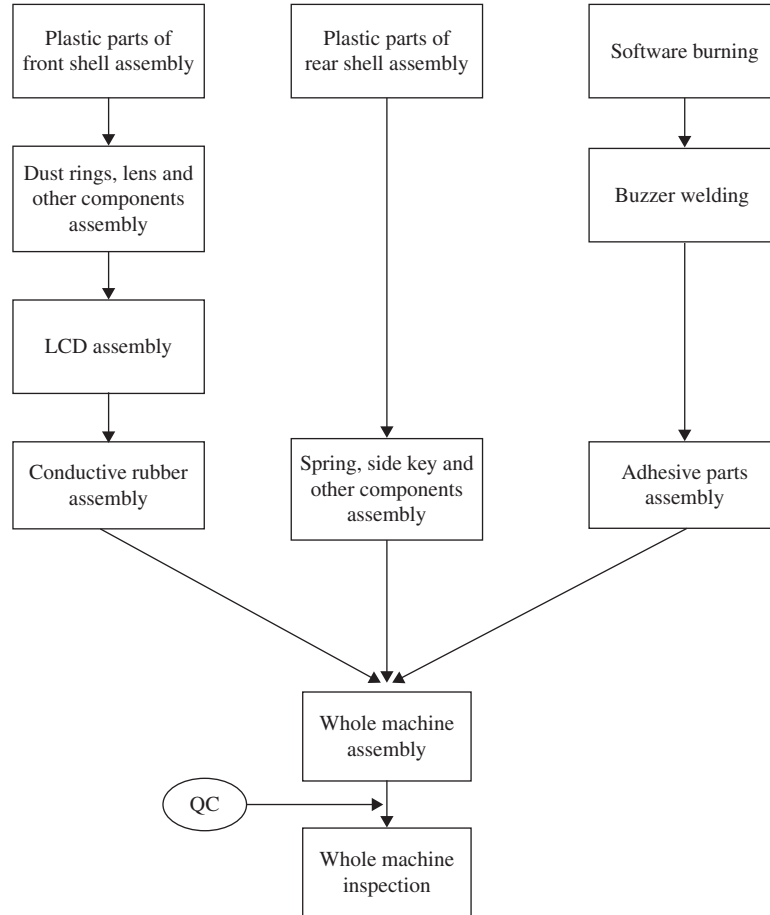 Plastic parts of
front shell assembly
Plastic parts of
rear shell assembly
Software burning
Dust rings, lens and
other components
assembly
Buzzer welding
LCD assembly
Conductive rubber
assembly
Spring, side key and
other components
assembly
Adhesive parts
assembly
Whole machine
assembly
QC
Whole machine
inspection